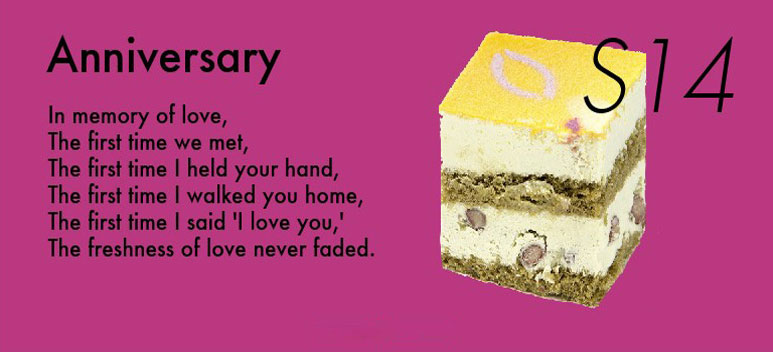 Anniversary
S14
In memory of love,
The first time we met,
The first time I held your hand,
The first time I walked you home,
The first time I said 'I love you,'
The freshness of love never faded.